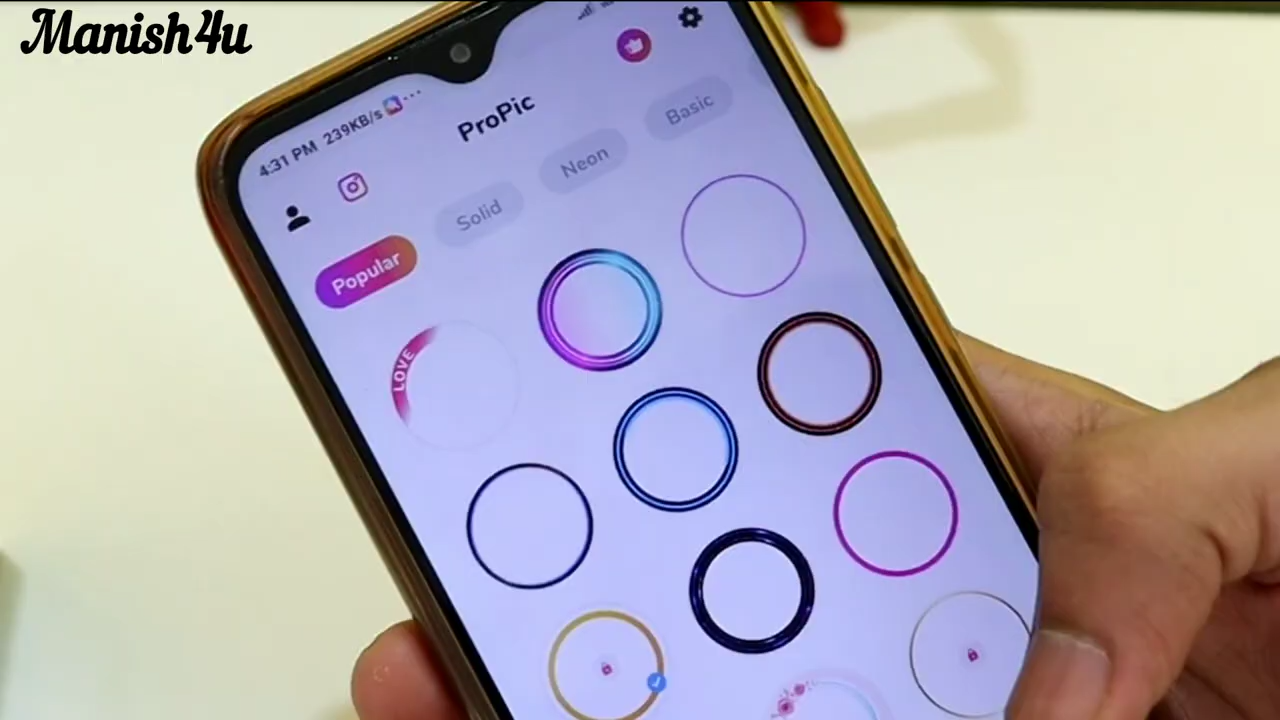 Manish4u
4:31 PM 239KB/s
ProPic
Popular
Solid
Neon
Basic
LOVE